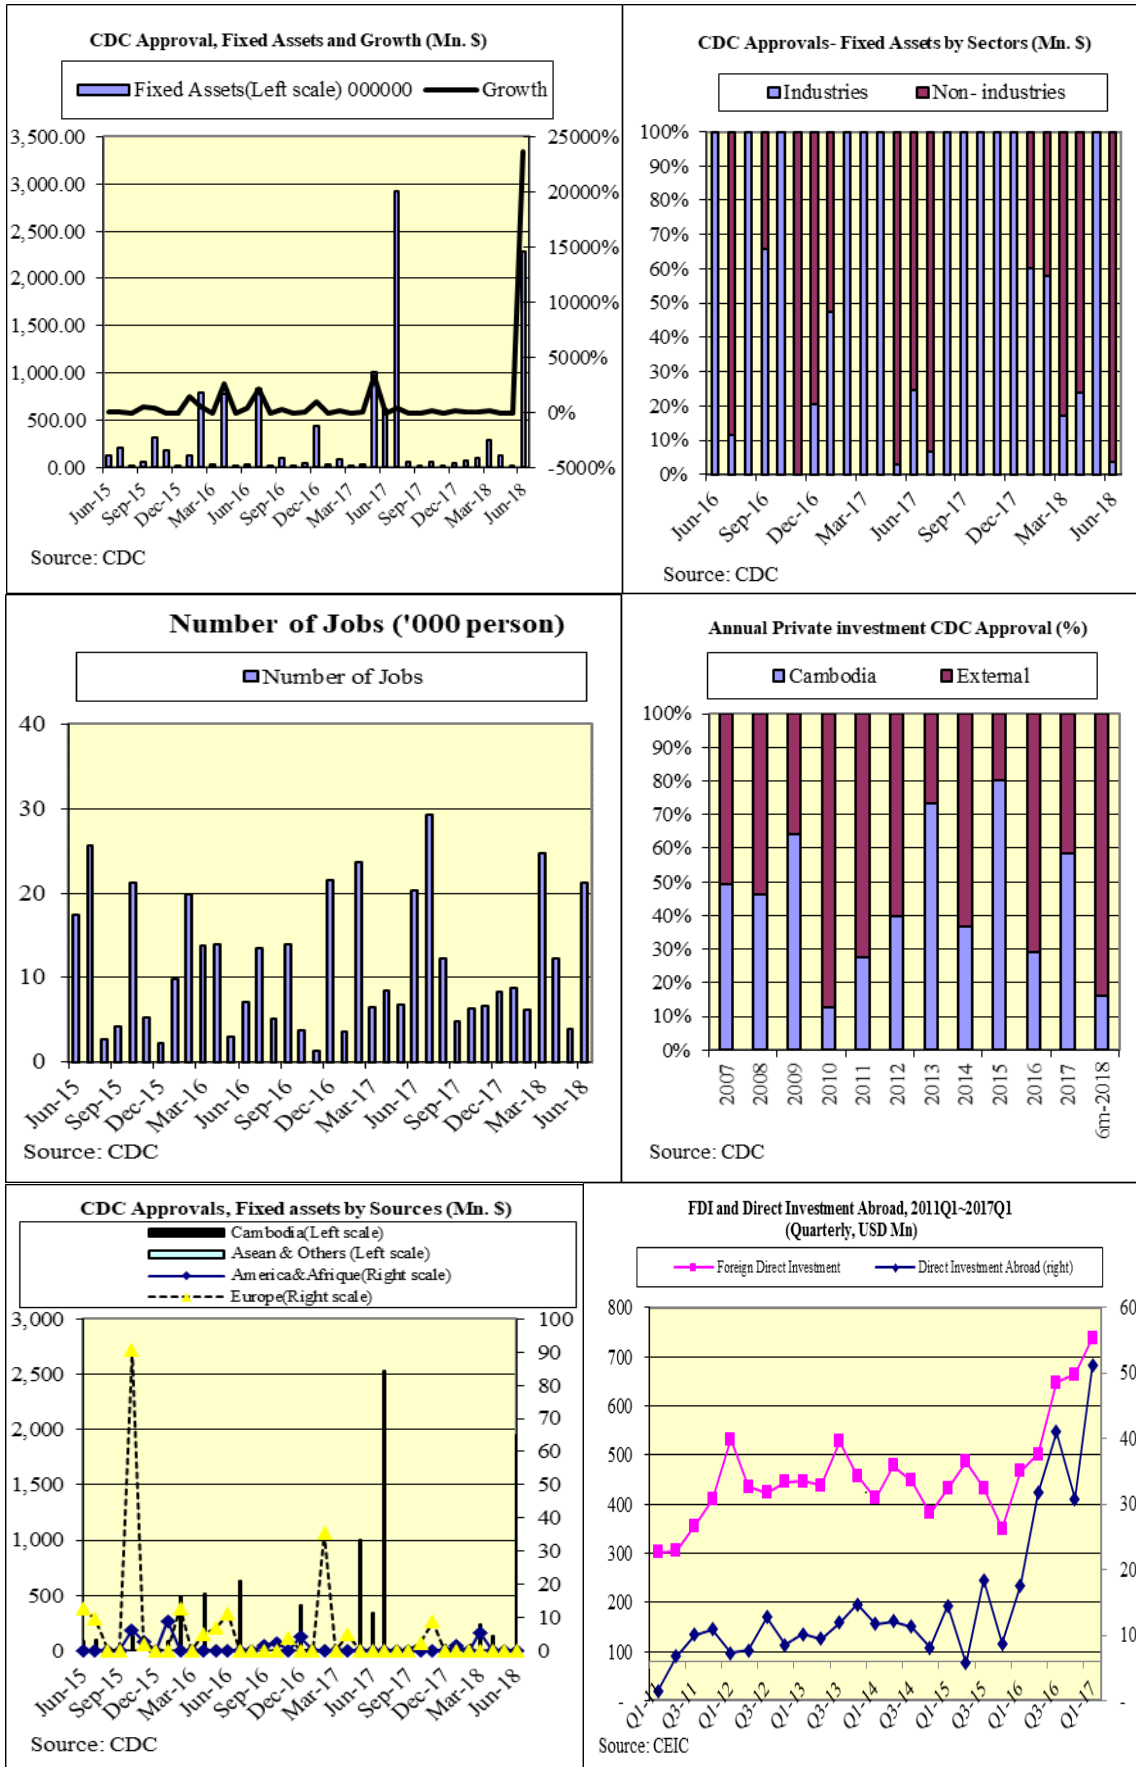 CDC Approval, Fixed Assets and Growth (Mn. $)
Fixed Assets(Left scale) 000000
Growth
3,500.00
3,000.00
2,500.00
2,000.00
1,500.00
1,000.00
500.00
0.00
25000%
20000%
15000%
10000%
5000%
0%
-5000%
Jun-15
Sep-15
Dec-15
Mar-16
Jun-16
Sep-16
Dec-16
Mar-17
Jun-17
Sep-17
Dec-17
Mar-18
Jun-18
Source: CDC
CDC Approvals- Fixed Assets by Sectors (Mn. $)
Industries
Non- industries
100%
90%
80%
70%
60%
50%
40%
30%
20%
10%
0%
Jun-16
Sep-16
Dec-16
Mar-17
Jun-17
Sep-17
Dec-17
Mar-18
Jun-18
Source: CDC
Number of Jobs ('000 person)
Number of Jobs
40
30
20
10
0
Jun-15
Sep-15
Dec-15
Mar-16
Jun-16
Sep-16
Dec-16
Mar-17
Jun-17
Sep-17
Dec-17
Mar-18
Jun-18
Source: CDC
Annual Private investment CDC Approval (%)
Cambodia
External
100%
90%
80%
70%
60%
50%
40%
30%
20%
10%
0%
2007
2008
2009
2010
2011
2012
2013
2014
2015
2016
2017
6m-2018
Source: CDC
CDC Approvals, Fixed assets by Sources (Mn. $)
Cambodia(Left scale)
Asean & Others (Left scale)
America&Afrique(Right scale)
Europe(Right scale)
3,000
2,500
2,000
1,500
1,000
500
0
100
90
80
70
60
50
40
30
20
10
0
Jun-15
Sep-15
Dec-15
Mar-16
Jun-16
Sep-16
Dec-16
Mar-17
Jun-17
Sep-17
Dec-17
Mar-18
Jun-18
Source: CDC
FDI and Direct Investment Abroad, 2011Q1~2017Q1
(Quarterly, USD Mn)
Foreign Direct Investment
Direct Investment Abroad (right)
800
700
600
500
400
300
200
100
-
60
50
40
30
20
10
-
Q1-11
Q3-11
Q1-12
Q3-12
Q1-13
Q3-13
Q1-14
Q3-14
Q1-15
Q3-15
Q1-16
Q3-16
Q1-17
Source: CEIC